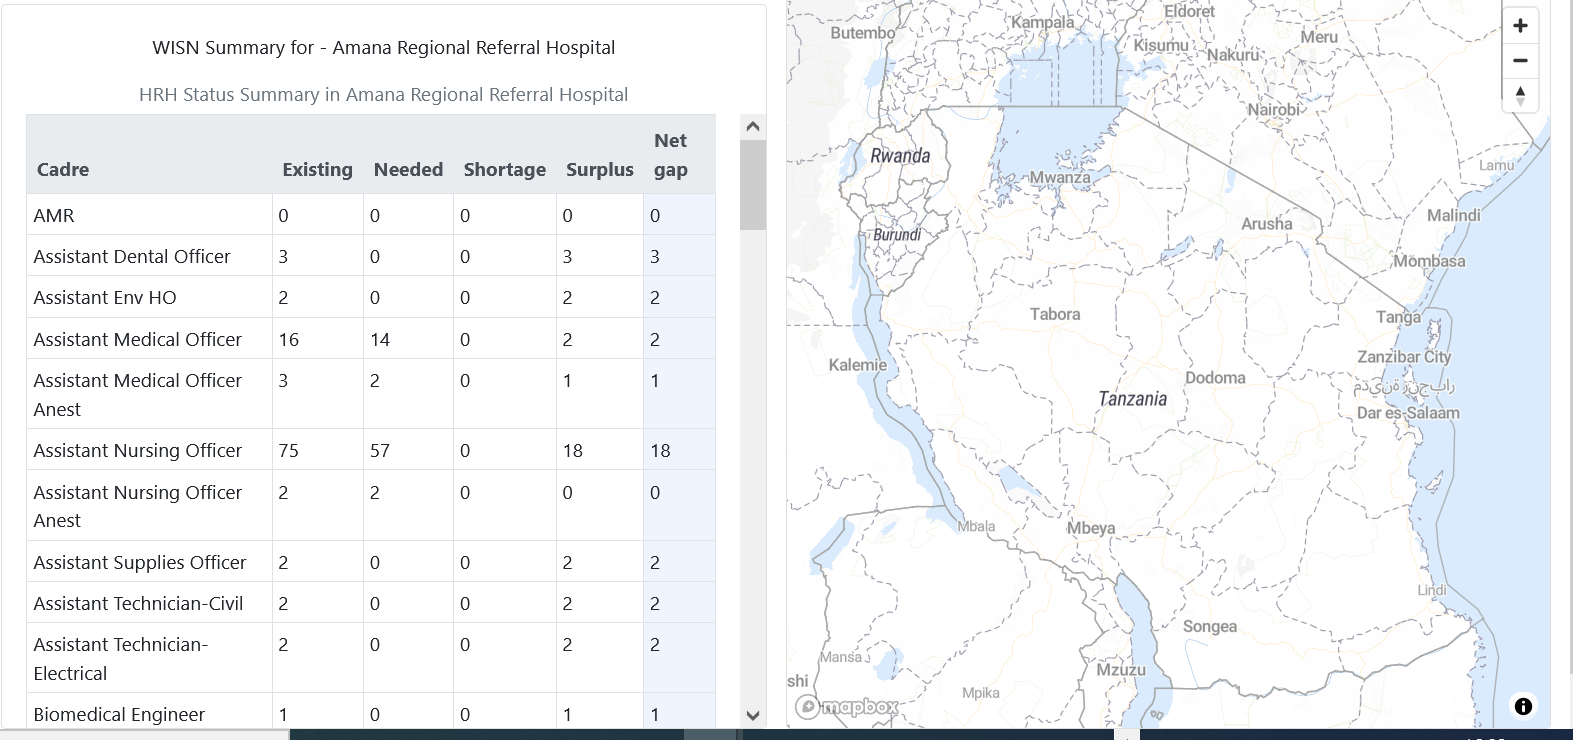 WISN Summary for - Amana Regional Referral Hospital
HRH Status Summary in Amana Regional Referral Hospital
Cadre Existing Needed Shortage Surplus Net gap
AMR 0 0 0 0 0
Assistant Dental Officer 3 0 0 3 3
Assistant Env HO 2 0 0 2 2
Assistant Medical Officer 16 14 0 2 2
Assistant Medical Officer Anest 3 2 0 1 1
Assistant Nursing Officer 75 57 0 18 18
Assistant Nursing Officer Anest 2 2 0 0 0
Assistant Supplies Officer 2 0 0 2 2
Assistant Technician-Civil 2 0 0 2 2
Assistant Technician-Electrical 2 0 0 2 2
Biomedical Engineer 1 0 0 1 1
Eldoret
Kampala
Butembo
Kisumu
Meru
Nakuru
Nairobi
Rwanda
Lamu
Mwanza
Malindi
Arusha
Burundi
Mombasa
Tabora
Tanga
Zanzibar City
Kalemie
Dodoma
Tanzania
Dar es-Salaam
Mbala
Mbeya
Lindi
Songea
Mansa
Mzuzu
shi
Mpika
mapbox